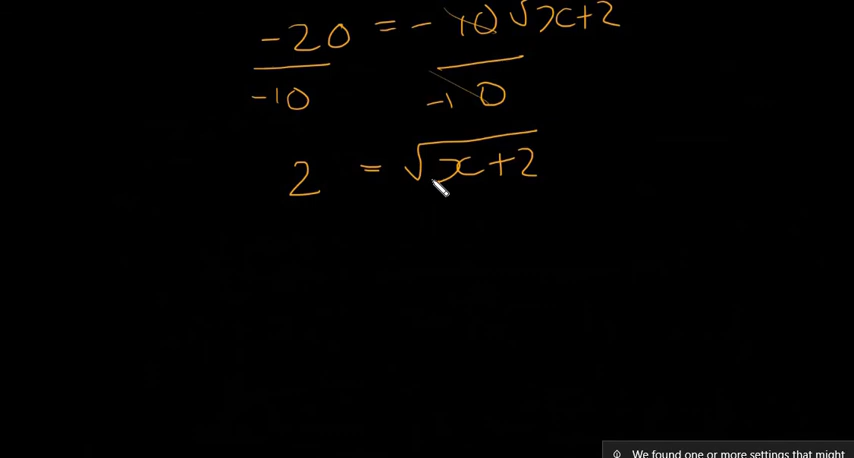 -20 = -10√x+2
-10 -10
2 = √x+2
We found one or more settings that might